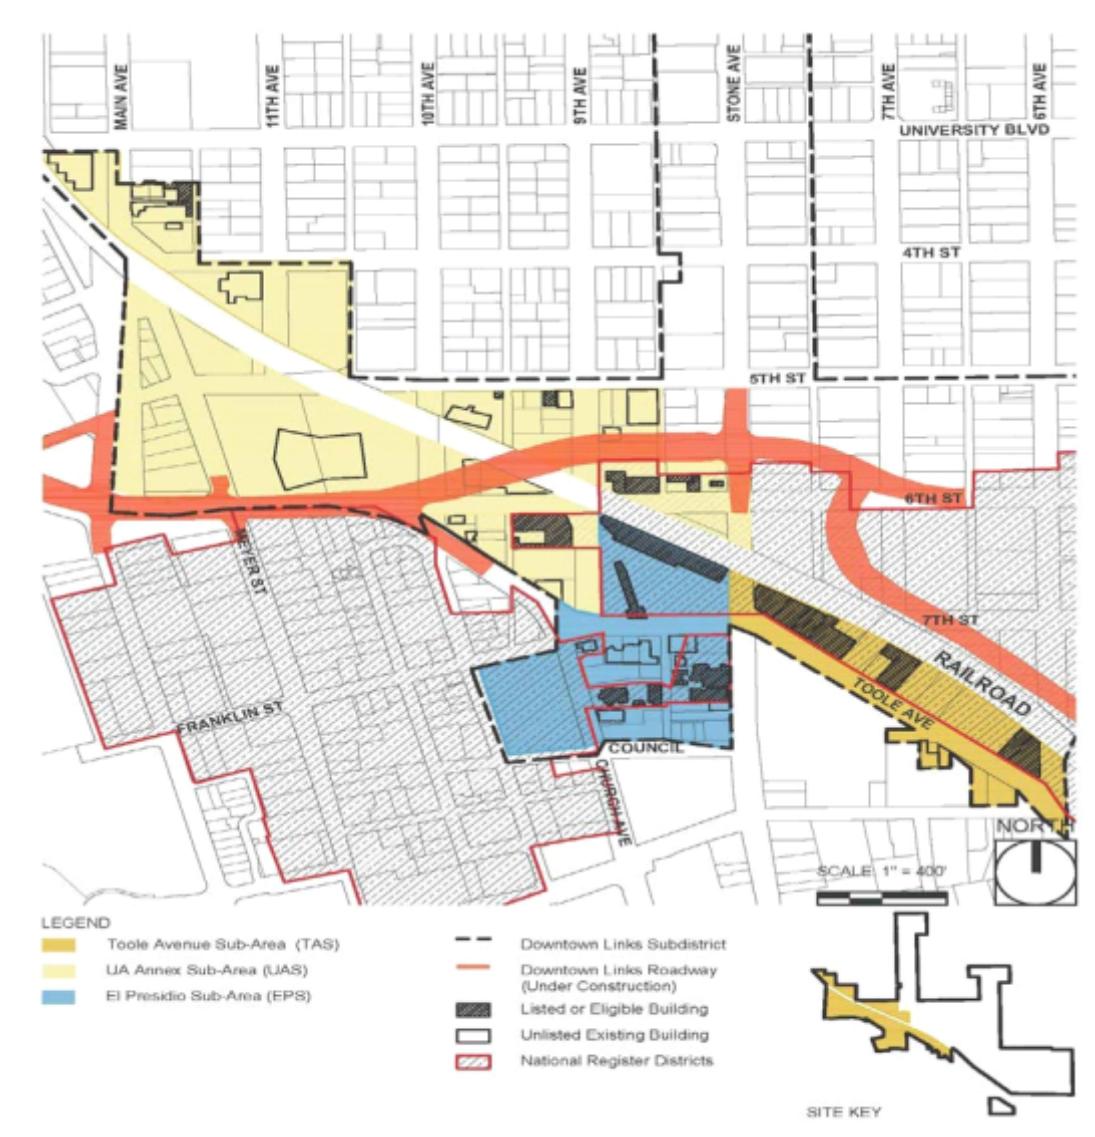 MAIN AVE
11TH AVE
10TH AVE
9TH AVE
STONE AVE
7TH AVE
6TH AVE
UNIVERSITY BLVD
4TH ST
5TH ST
6TH ST
MEYER ST
7TH ST
RAILROAD
TOOLE AVE
FRANKLIN ST
COUNCIL
CHURCH AVE
NORTH
SCALE: 1" = 400'
LEGEND
Toole Avenue Sub-Area (TAS)
UA Annex Sub-Area (UAS)
El Presidio Sub-Area (EPS)
Downtown Links Subdistrict
Downtown Links Roadway
(Under Construction)
Listed or Eligible Building
Unlisted Existing Building
National Register Districts
SITE KEY